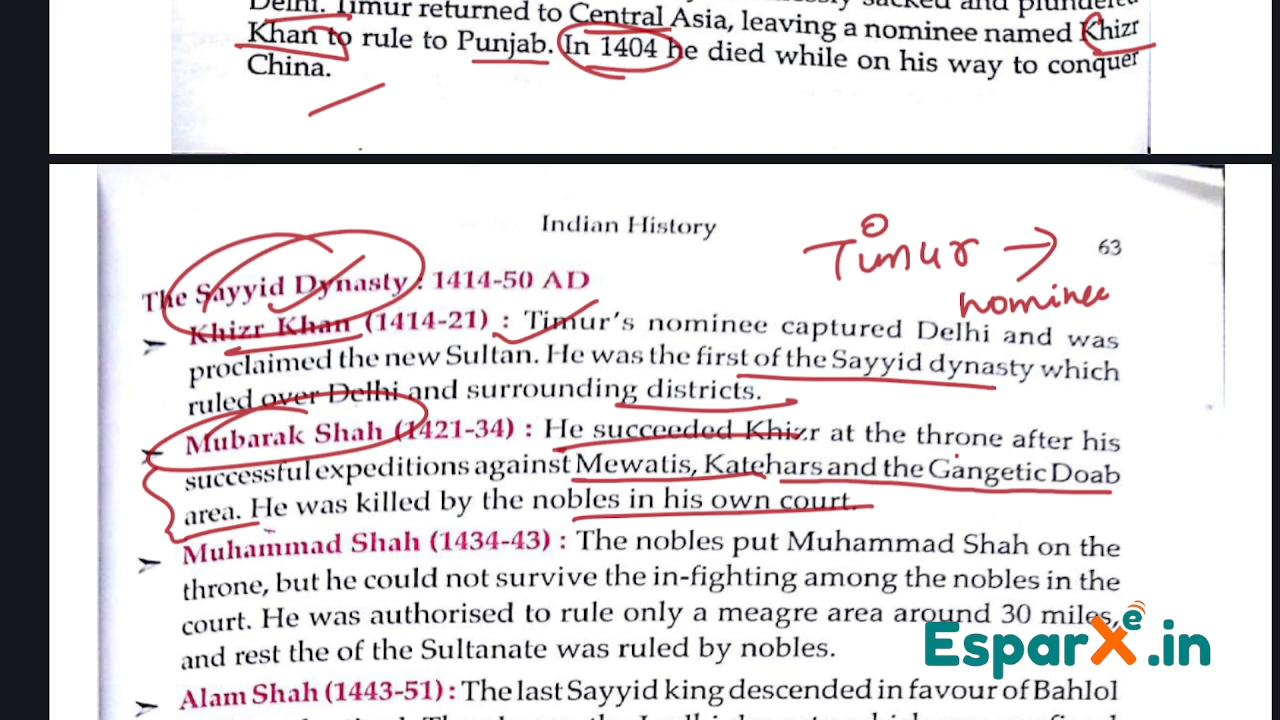 Delhi. Timur returned to Central Asia, leaving a nominee named Khizr
Khan to rule to Punjab. In 1404 he died while on his way to conquer
China.
Indian History
63
Timur →
nominee
The Sayyid Dynasty : 1414-50 AD
➤ Khizr Khan (1414-21) : Timur's nominee captured Delhi and was
proclaimed the new Sultan. He was the first of the Sayyid dynasty which
ruled over Delhi and surrounding districts.
➤ Mubarak Shah (1421-34) : He succeeded Khizr at the throne after his
successful expeditions against Mewatis, Katehars and the Gangetic Doab
area. He was killed by the nobles in his own court.
➤ Muhammad Shah (1434-43) : The nobles put Muhammad Shah on the
throne, but he could not survive the in-fighting among the nobles in the
court. He was authorised to rule only a meagre area around 30 miles,
and rest the of the Sultanate was ruled by nobles.
➤ Alam Shah (1443-51) : The last Sayyid king descended in favour of Bahlol
EsparXe.in